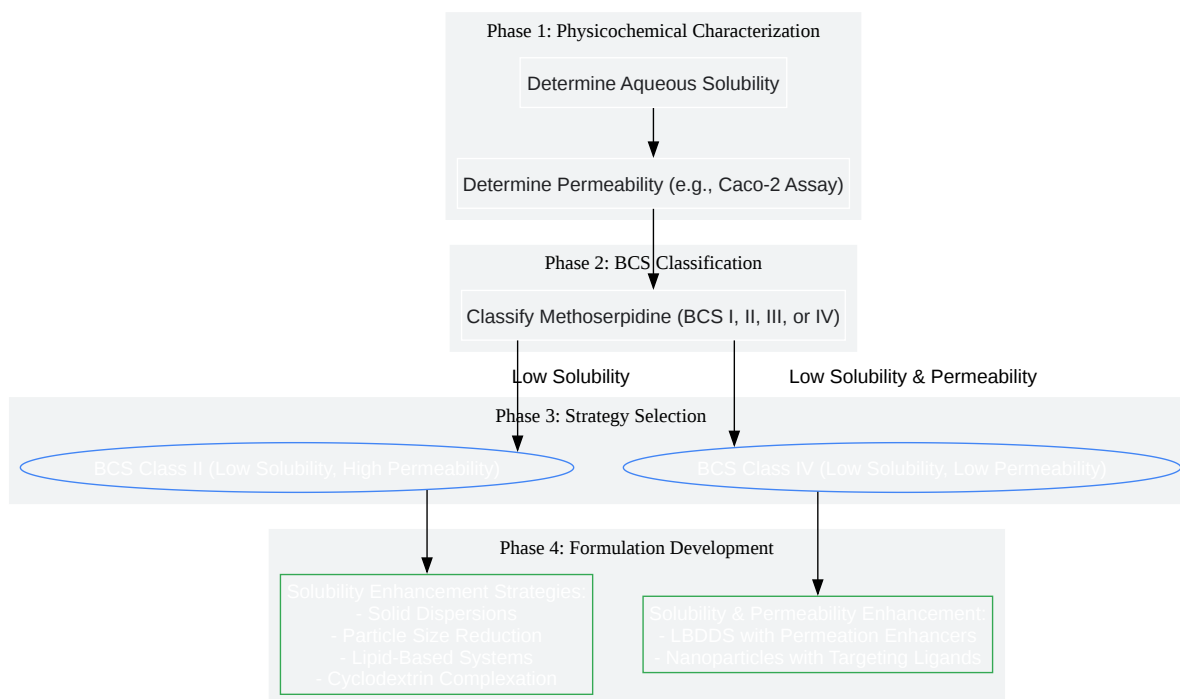 Phase 1: Physicochemical Characterization
Determine Aqueous Solubility
Determine Permeability (e.g., Caco-2 Assay)
Phase 2: BCS Classification
Classify Methoserpidine (BCS I, II, III, or IV)
Low Solubility
Low Solubility & Permeability
Phase 3: Strategy Selection
BCS Class II (Low Solubility, High Permeability)
BCS Class IV (Low Solubility, Low Permeability)
Phase 4: Formulation Development
Solubility Enhancement Strategies:
- Solid Dispersions
- Particle Size Reduction
- Lipid-Based Systems
- Cyclodextrin Complexation
Solubility & Permeability Enhancement:
- LBDDS with Permeation Enhancers
- Nanoparticles with Targeting Ligands